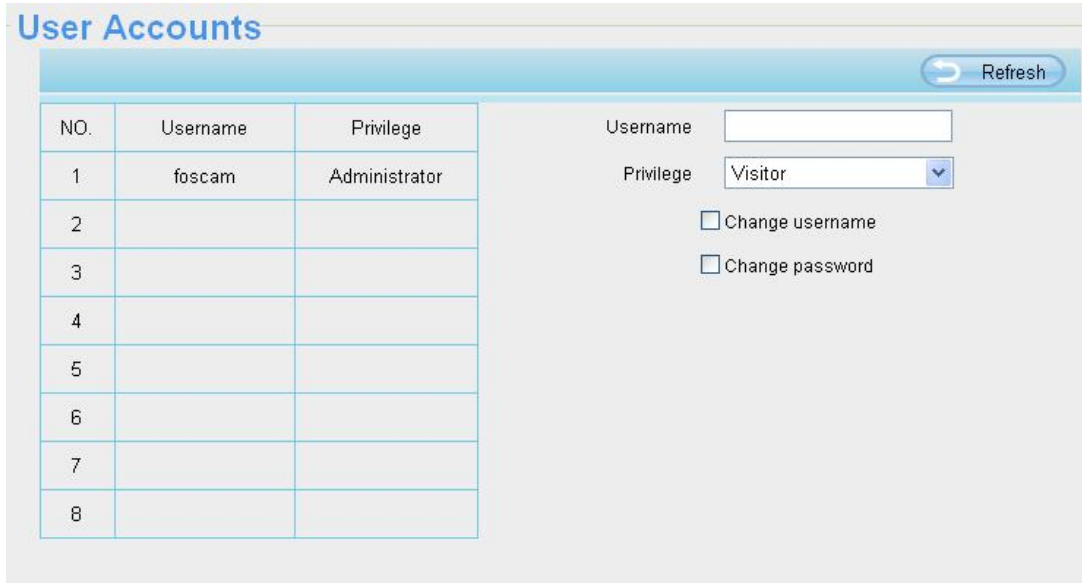 User Accounts
Refresh
NO. Username Privilege
1 foscam Administrator
2
3
4
5
6
7
8
Username
Privilege Visitor
Change username
Change password